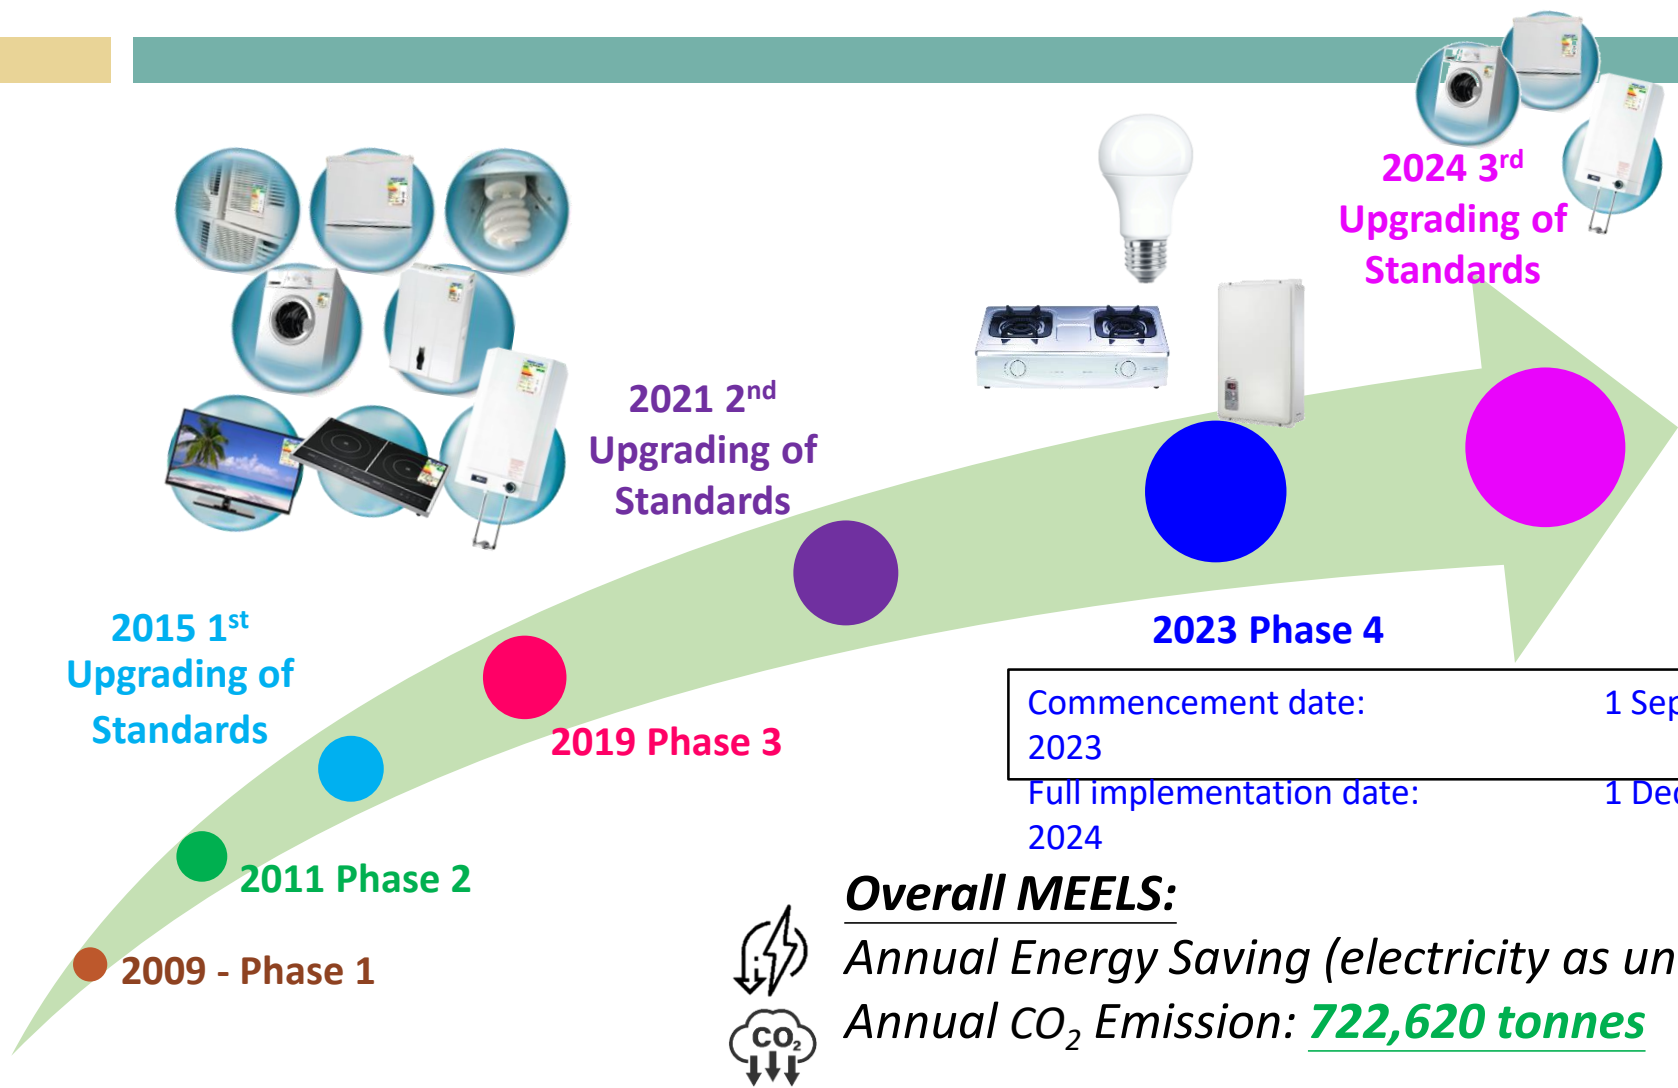 2024 3rd
Upgrading of
Standards
2021 2nd
Upgrading of
Standards
2015 1st
Upgrading of
Standards
2023 Phase 4
2019 Phase 3
2011 Phase 2
2009 - Phase 1
Commencement date: 1 Sep
2023
Full implementation date: 1 Dec
2024
Overall MEELS:
Annual Energy Saving (electricity as un
Annual CO₂ Emission: 722,620 tonnes
CO₂